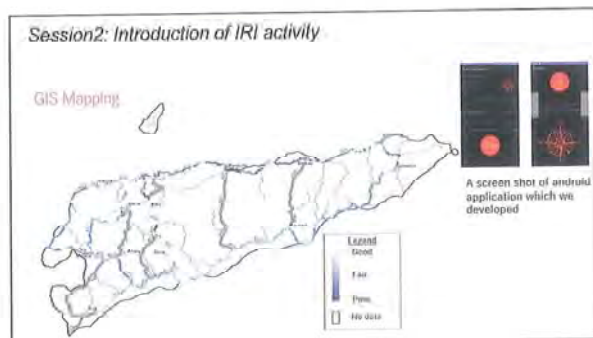 Session2: Introduction of IRI activity
GIS Mapping
A screen shot of android
application which we
developed
Legend
Good
Fair
Poor
No data